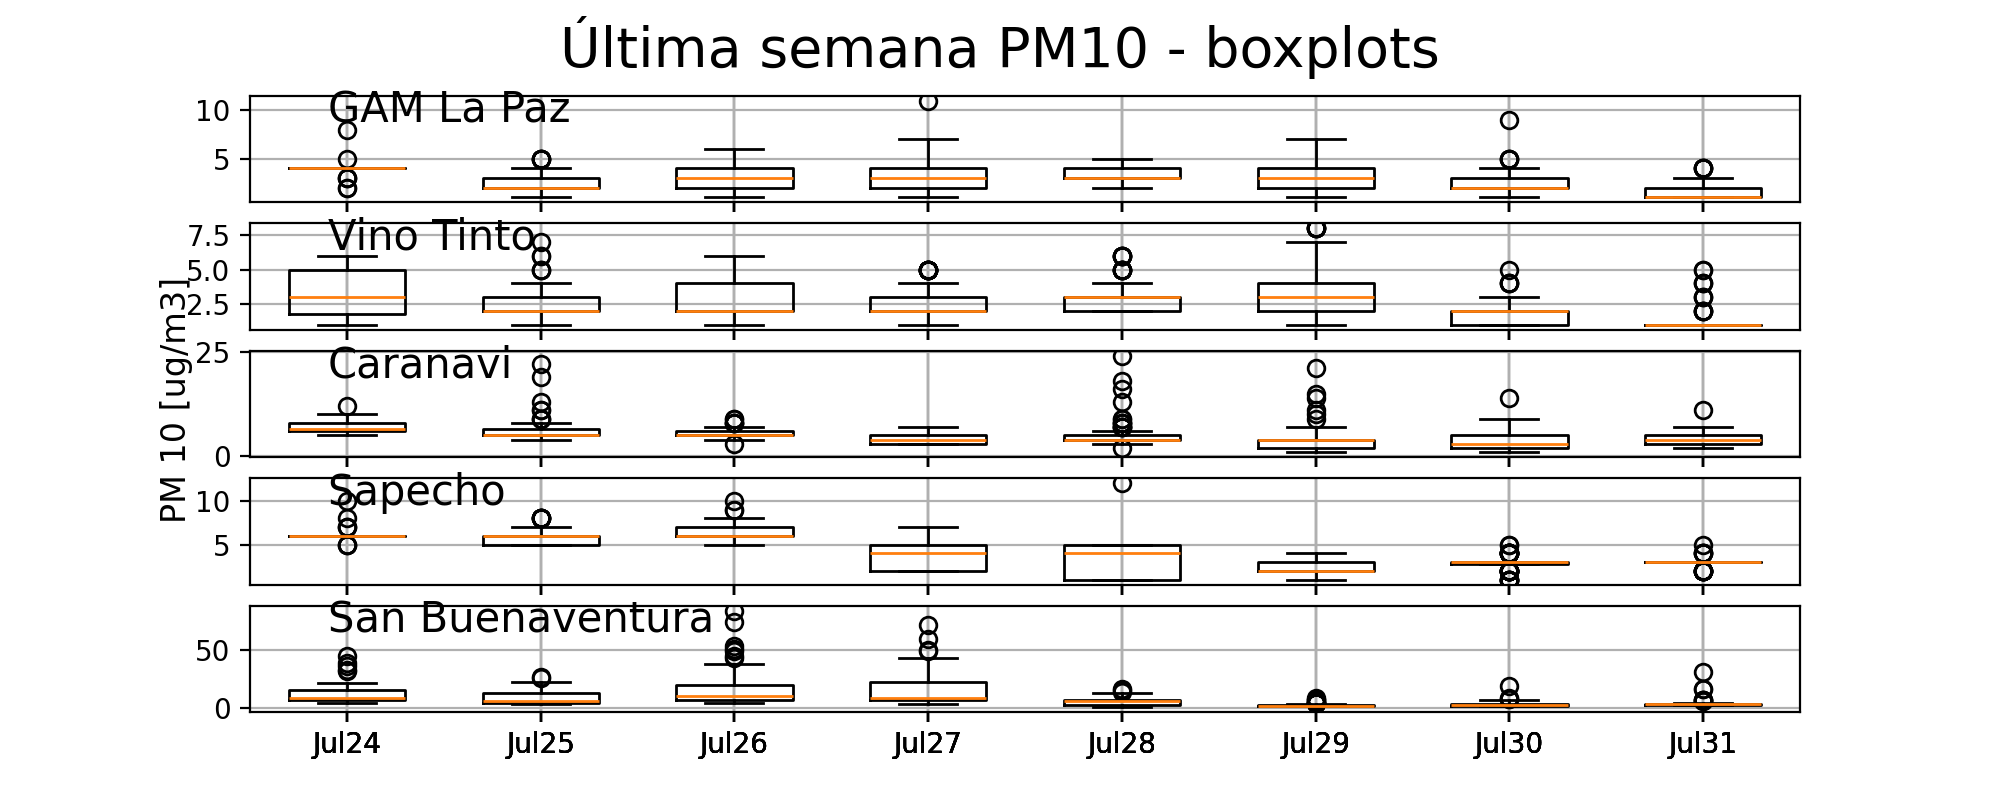 Última semana PM10 - boxplots
GAM La Paz
10
5
Vino Tinto
7.5
5.0
2.5
PM 10 [ug/m3]
Caranavi
25
0
Sapecho
10
5
San Buenaventura
50
0
Jul24 Jul25 Jul26 Jul27 Jul28 Jul29 Jul30 Jul31